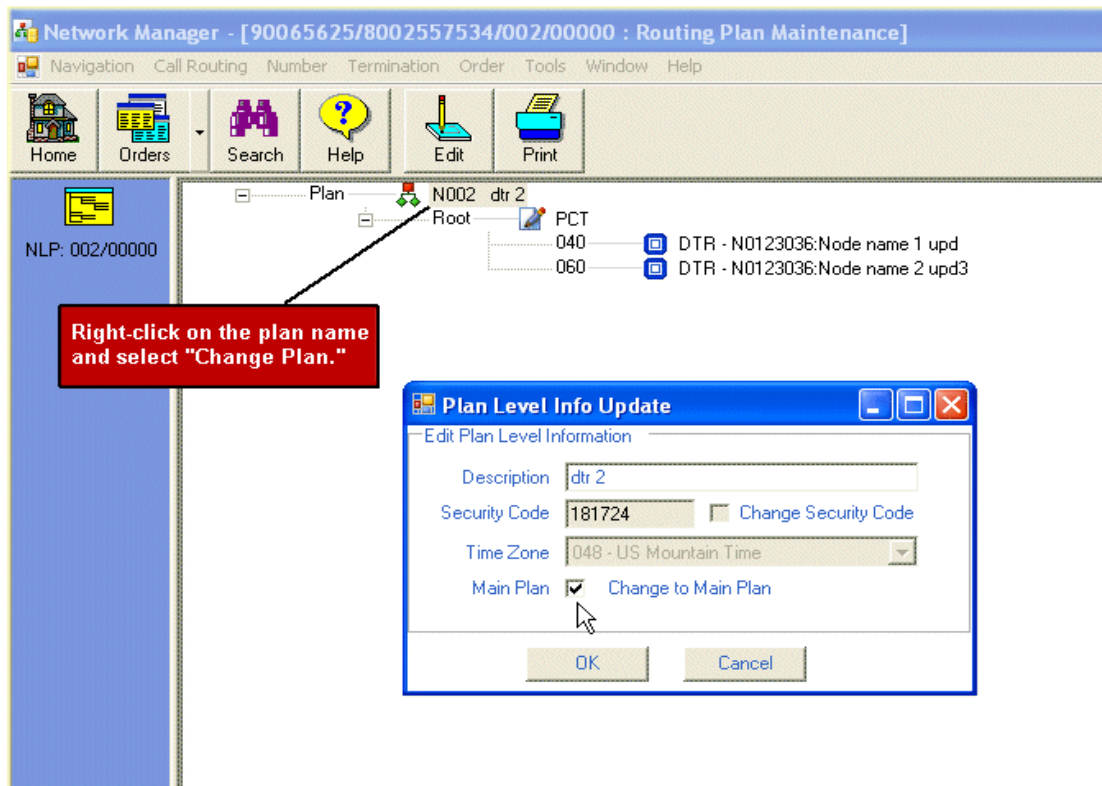 Network Manager - [90065625/8002557534/002/00000 : Routing Plan Maintenance]
Navigation Call Routing Number Termination Order Tools Window Help
Home Orders Search Help Edit Print
NLP: 002/00000
Plan N002 dtr 2
Root PCT
040 DTR - N0123036:Node name 1 upd
060 DTR - N0123036:Node name 2 upd3
Right-click on the plan name
and select "Change Plan."
Plan Level Info Update
Edit Plan Level Information
Description dtr 2
Security Code 181724 Change Security Code
Time Zone 048 - US Mountain Time
Main Plan Change to Main Plan
OK Cancel